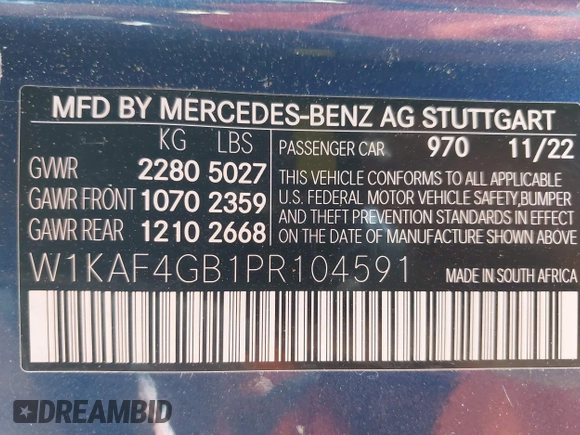 MFD BY MERCEDES-BENZ AG STUTTGART
KG LBS
GVWR 2280 5027
GAWR FRONT 1070 2359
GAWR REAR 1210 2668
PASSENGER CAR 970 11/22
THIS VEHICLE CONFORMS TO ALL APPLICABLE
U.S. FEDERAL MOTOR VEHICLE SAFETY,BUMPER
AND THEFT PREVENTION STANDARDS IN EFFECT
ON THE DATE OF MANUFACTURE SHOWN ABOVE.
W1KAF4GB1PR104591
MADE IN SOUTH AFRICA
DREAMBID